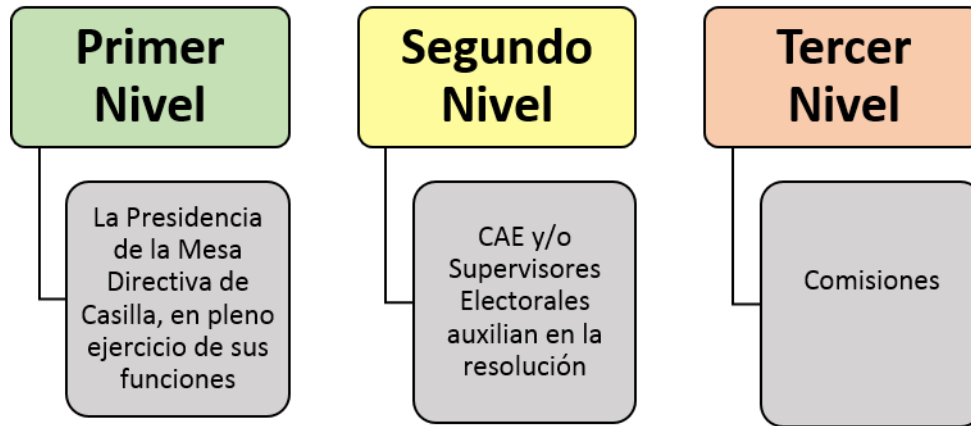 Primer
Nivel
La Presidencia
de la Mesa
Directiva de
Casilla, en pleno
ejercicio de sus
funciones
Segundo
Nivel
CAE y/o
Supervisores
Electorales
auxilian en la
resolución
Tercer
Nivel
Comisiones